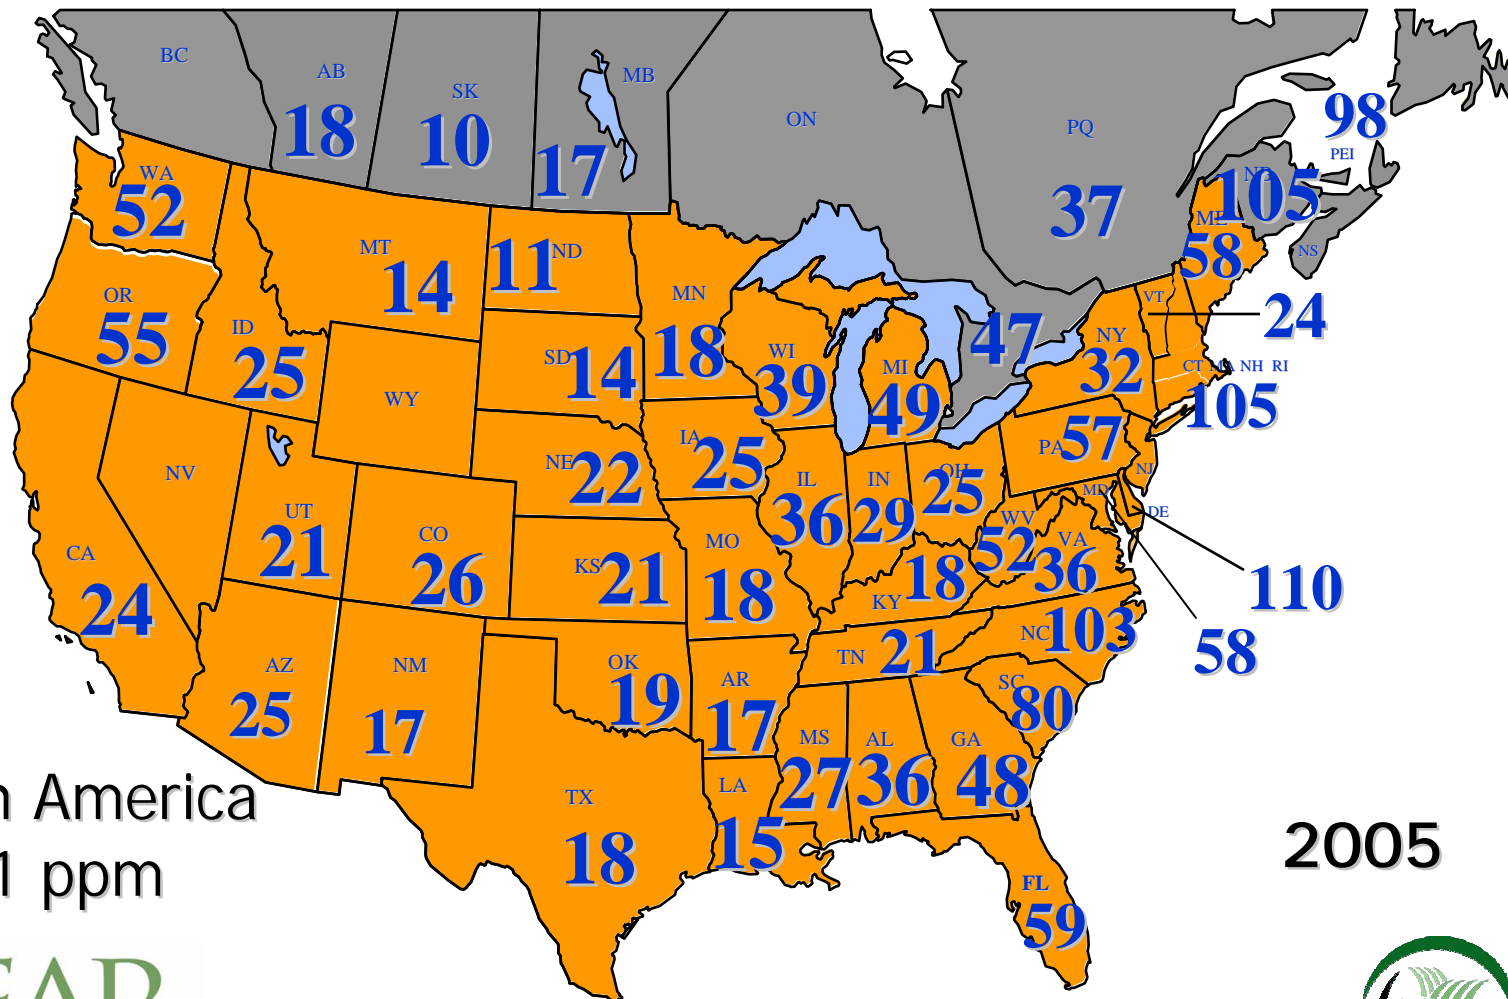 BC
AB
18
SK
10
MB
17
ON
PQ
37
98
PEI
NB
105
ME
58
NS
WA
52
MT
14
11 ND
MN
18
VT
24
OR
55
ID
25
SD 14
WI
39
MI
49
47
NY
32
CT MA NH RI
105
WY
NE 22
IA 25
PA 57
NJ
NV
UT
21
CO
26
IL
36
IN
29
OH
25
MD
DE
WV
52
VA
36
110
58
CA
24
KS 21
MO
18
KY 18
NC 103
TN 21
AZ
25
NM
17
OK
19
AR
17
SC
80
MS
27
AL
36
GA
48
TX
18
LA
15
FL
59
America
1 ppm
2005